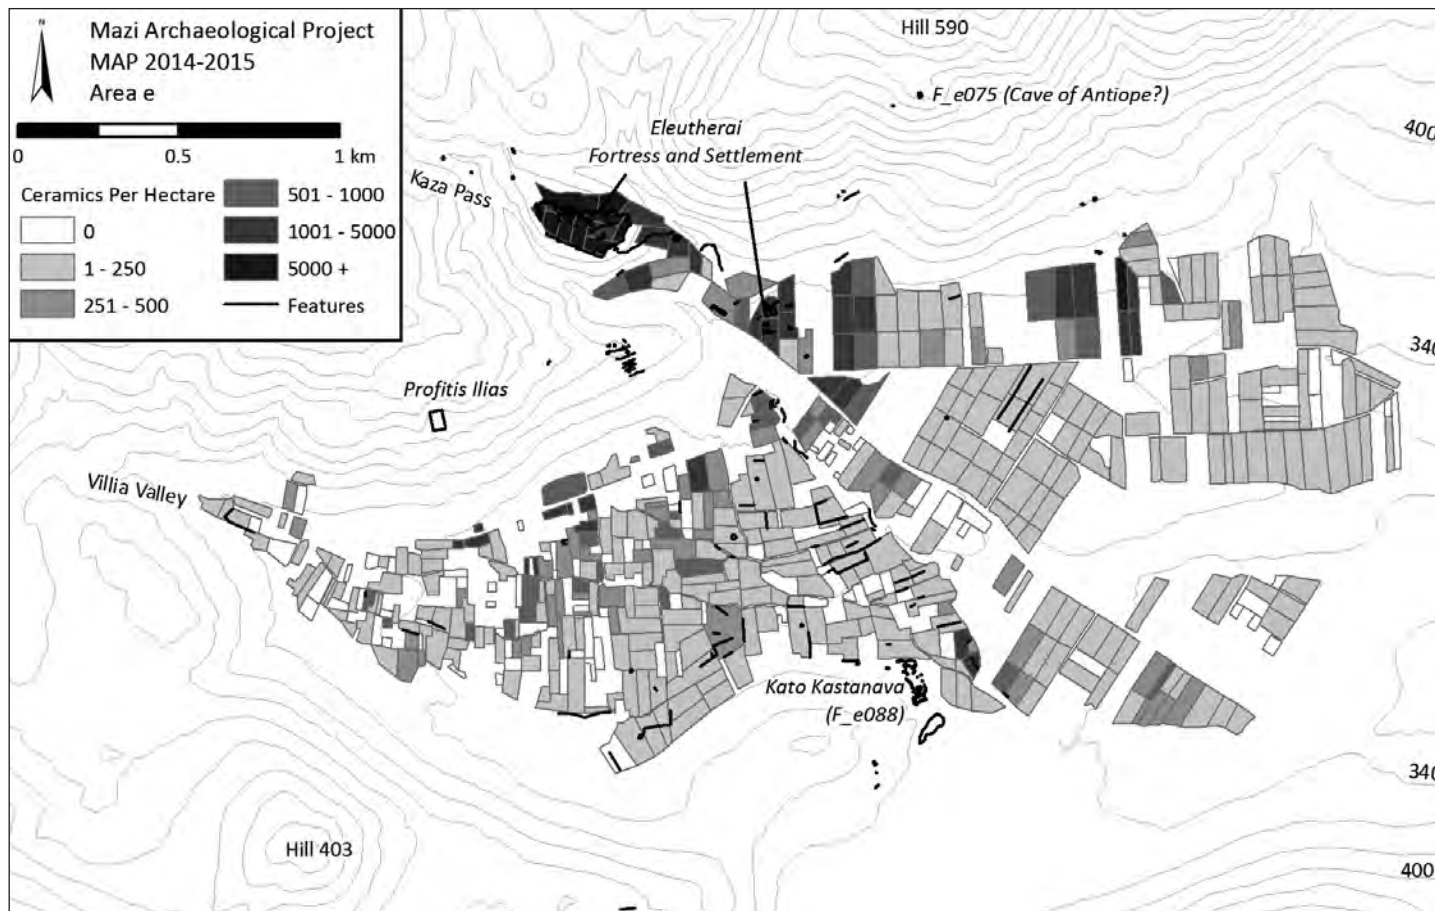 N
Mazi Archaeological Project
MAP 2014-2015
Area e
0 0.5 1 km
Ceramics Per Hectare
0
1 - 250
251 - 500
501 - 1000
1001 - 5000
5000 +
Features
Hill 590
F_e075 (Cave of Antiope?)
Eleutherai
Fortress and Settlement
Kaza Pass
400
340
Profitis Ilias
Villia Valley
Kato Kastanava
(F_e088)
340
Hill 403
400